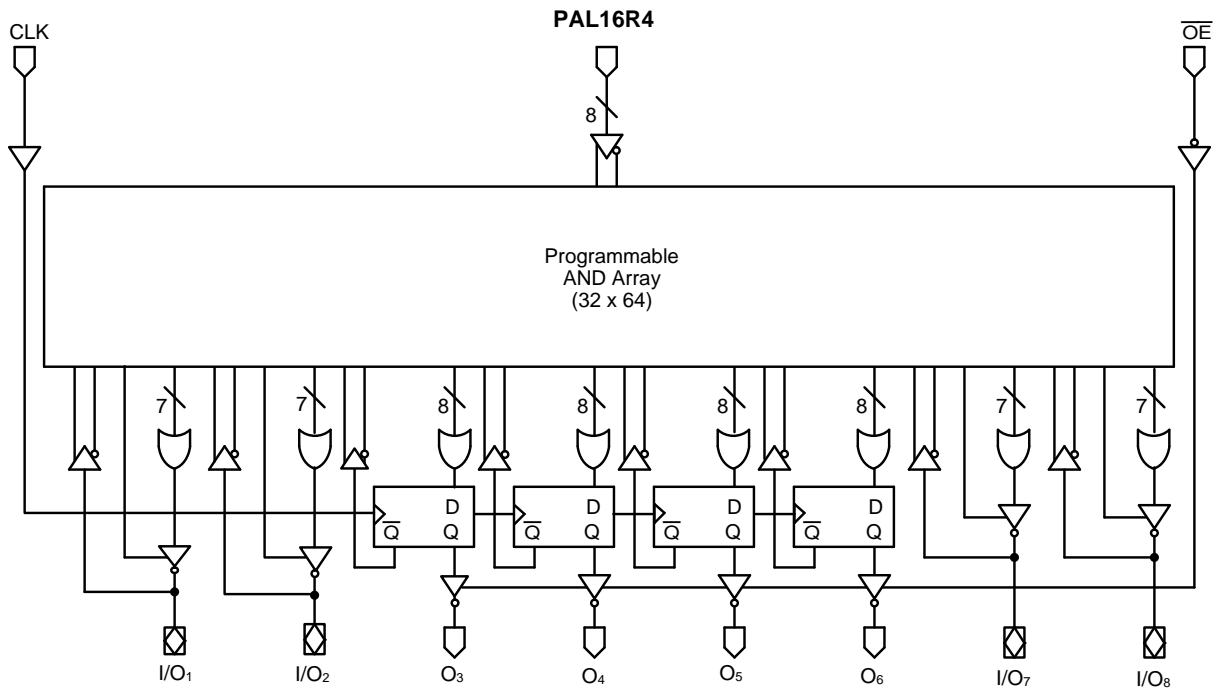 PAL16R4
CLK
O̅E̅
8
Programmable
AND Array
(32 x 64)
7 7 8 8 8 8 7 7
D D D D
Q̅ Q Q̅ Q Q̅ Q Q̅ Q
I/O1 I/O2 O3 O4 O5 O6 I/O7 I/O8